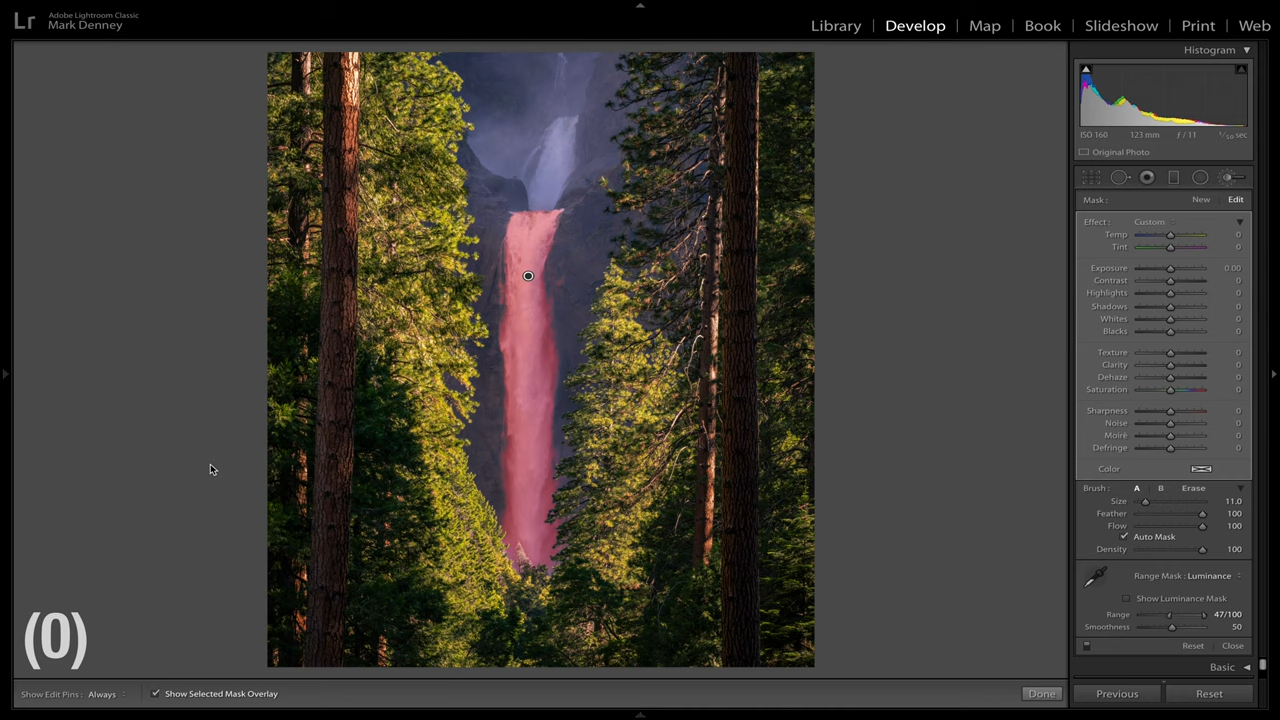 Lr
Adobe Lightroom Classic
Mark Denney
Library | Develop | Map | Book | Slideshow | Print | Web
Histogram
ISO 160 123 mm ƒ / 11 1/50 sec
Original Photo
Mask : New Edit
Effect : Custom
Temp 0
Tint 0
Exposure 0.00
Contrast 0
Highlights 0
Shadows 0
Whites 0
Blacks 0
Texture 0
Clarity 0
Dehaze 0
Saturation 0
Sharpness 0
Noise 0
Moiré 0
Defringe 0
Color
Brush : A B Erase
Size 11.0
Feather 100
Flow 100
Auto Mask
Density 100
Range Mask : Luminance
Show Luminance Mask
Range 47/100
Smoothness 50
Reset Close
Basic
(0)
Show Edit Pins : Always Show Selected Mask Overlay Done Previous Reset